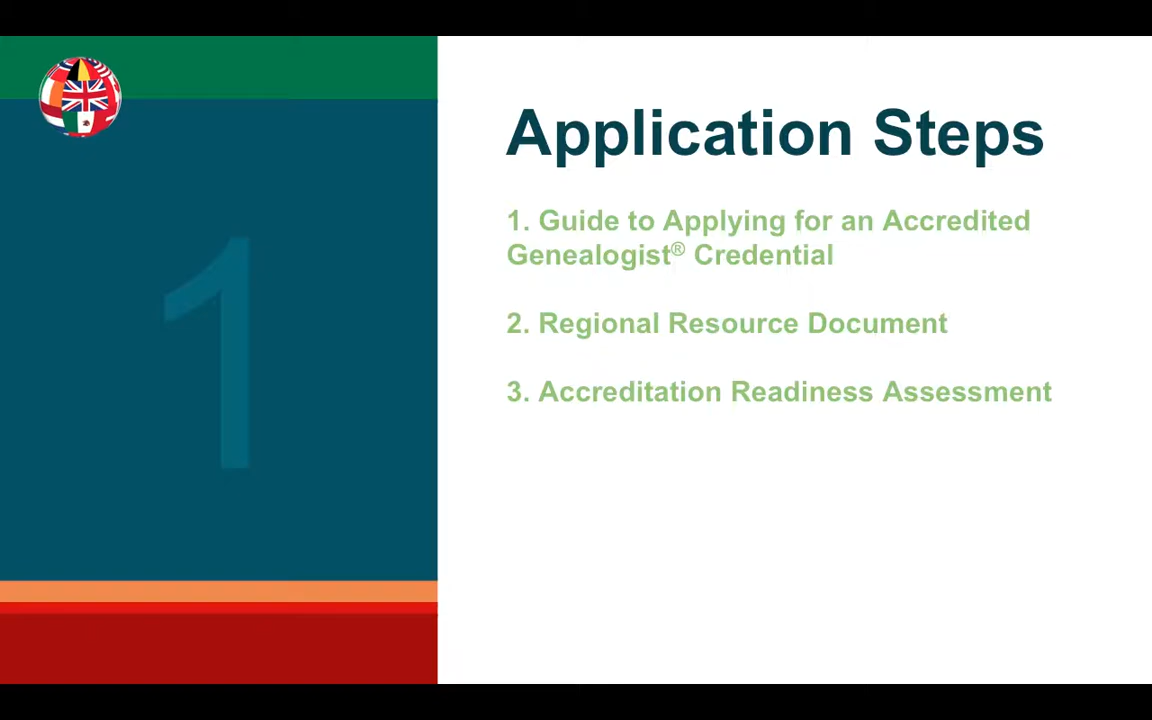 1
Application Steps
1. Guide to Applying for an Accredited
Genealogist® Credential
2. Regional Resource Document
3. Accreditation Readiness Assessment